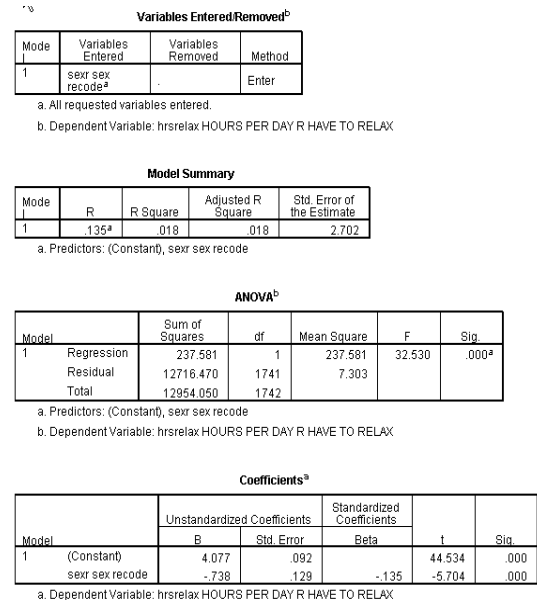 Variables Entered/Removedb
Mode
l Variables Entered Variables Removed Method
1 sexr sex recodea . Enter
a. All requested variables entered.
b. Dependent Variable: hrsrelax HOURS PER DAY R HAVE TO RELAX
Model Summary
Mode
l R R Square Adjusted R Square Std. Error of the Estimate
1 .135a .018 .018 2.702
a. Predictors: (Constant), sexr sex recode
ANOVAb
Model Sum of Squares df Mean Square F Sig.
1 Regression 237.581 1 237.581 32.530 .000a
Residual 12716.470 1741 7.303
Total 12954.050 1742
a. Predictors: (Constant), sexr sex recode
b. Dependent Variable: hrsrelax HOURS PER DAY R HAVE TO RELAX
Coefficientsa
Unstandardized Coefficients Standardized Coefficients
Model B Std. Error Beta t Sig.
1 (Constant) 4.077 .092 44.534 .000
sexr sex recode -.738 .129 -.135 -5.704 .000
a. Dependent Variable: hrsrelax HOURS PER DAY R HAVE TO RELAX